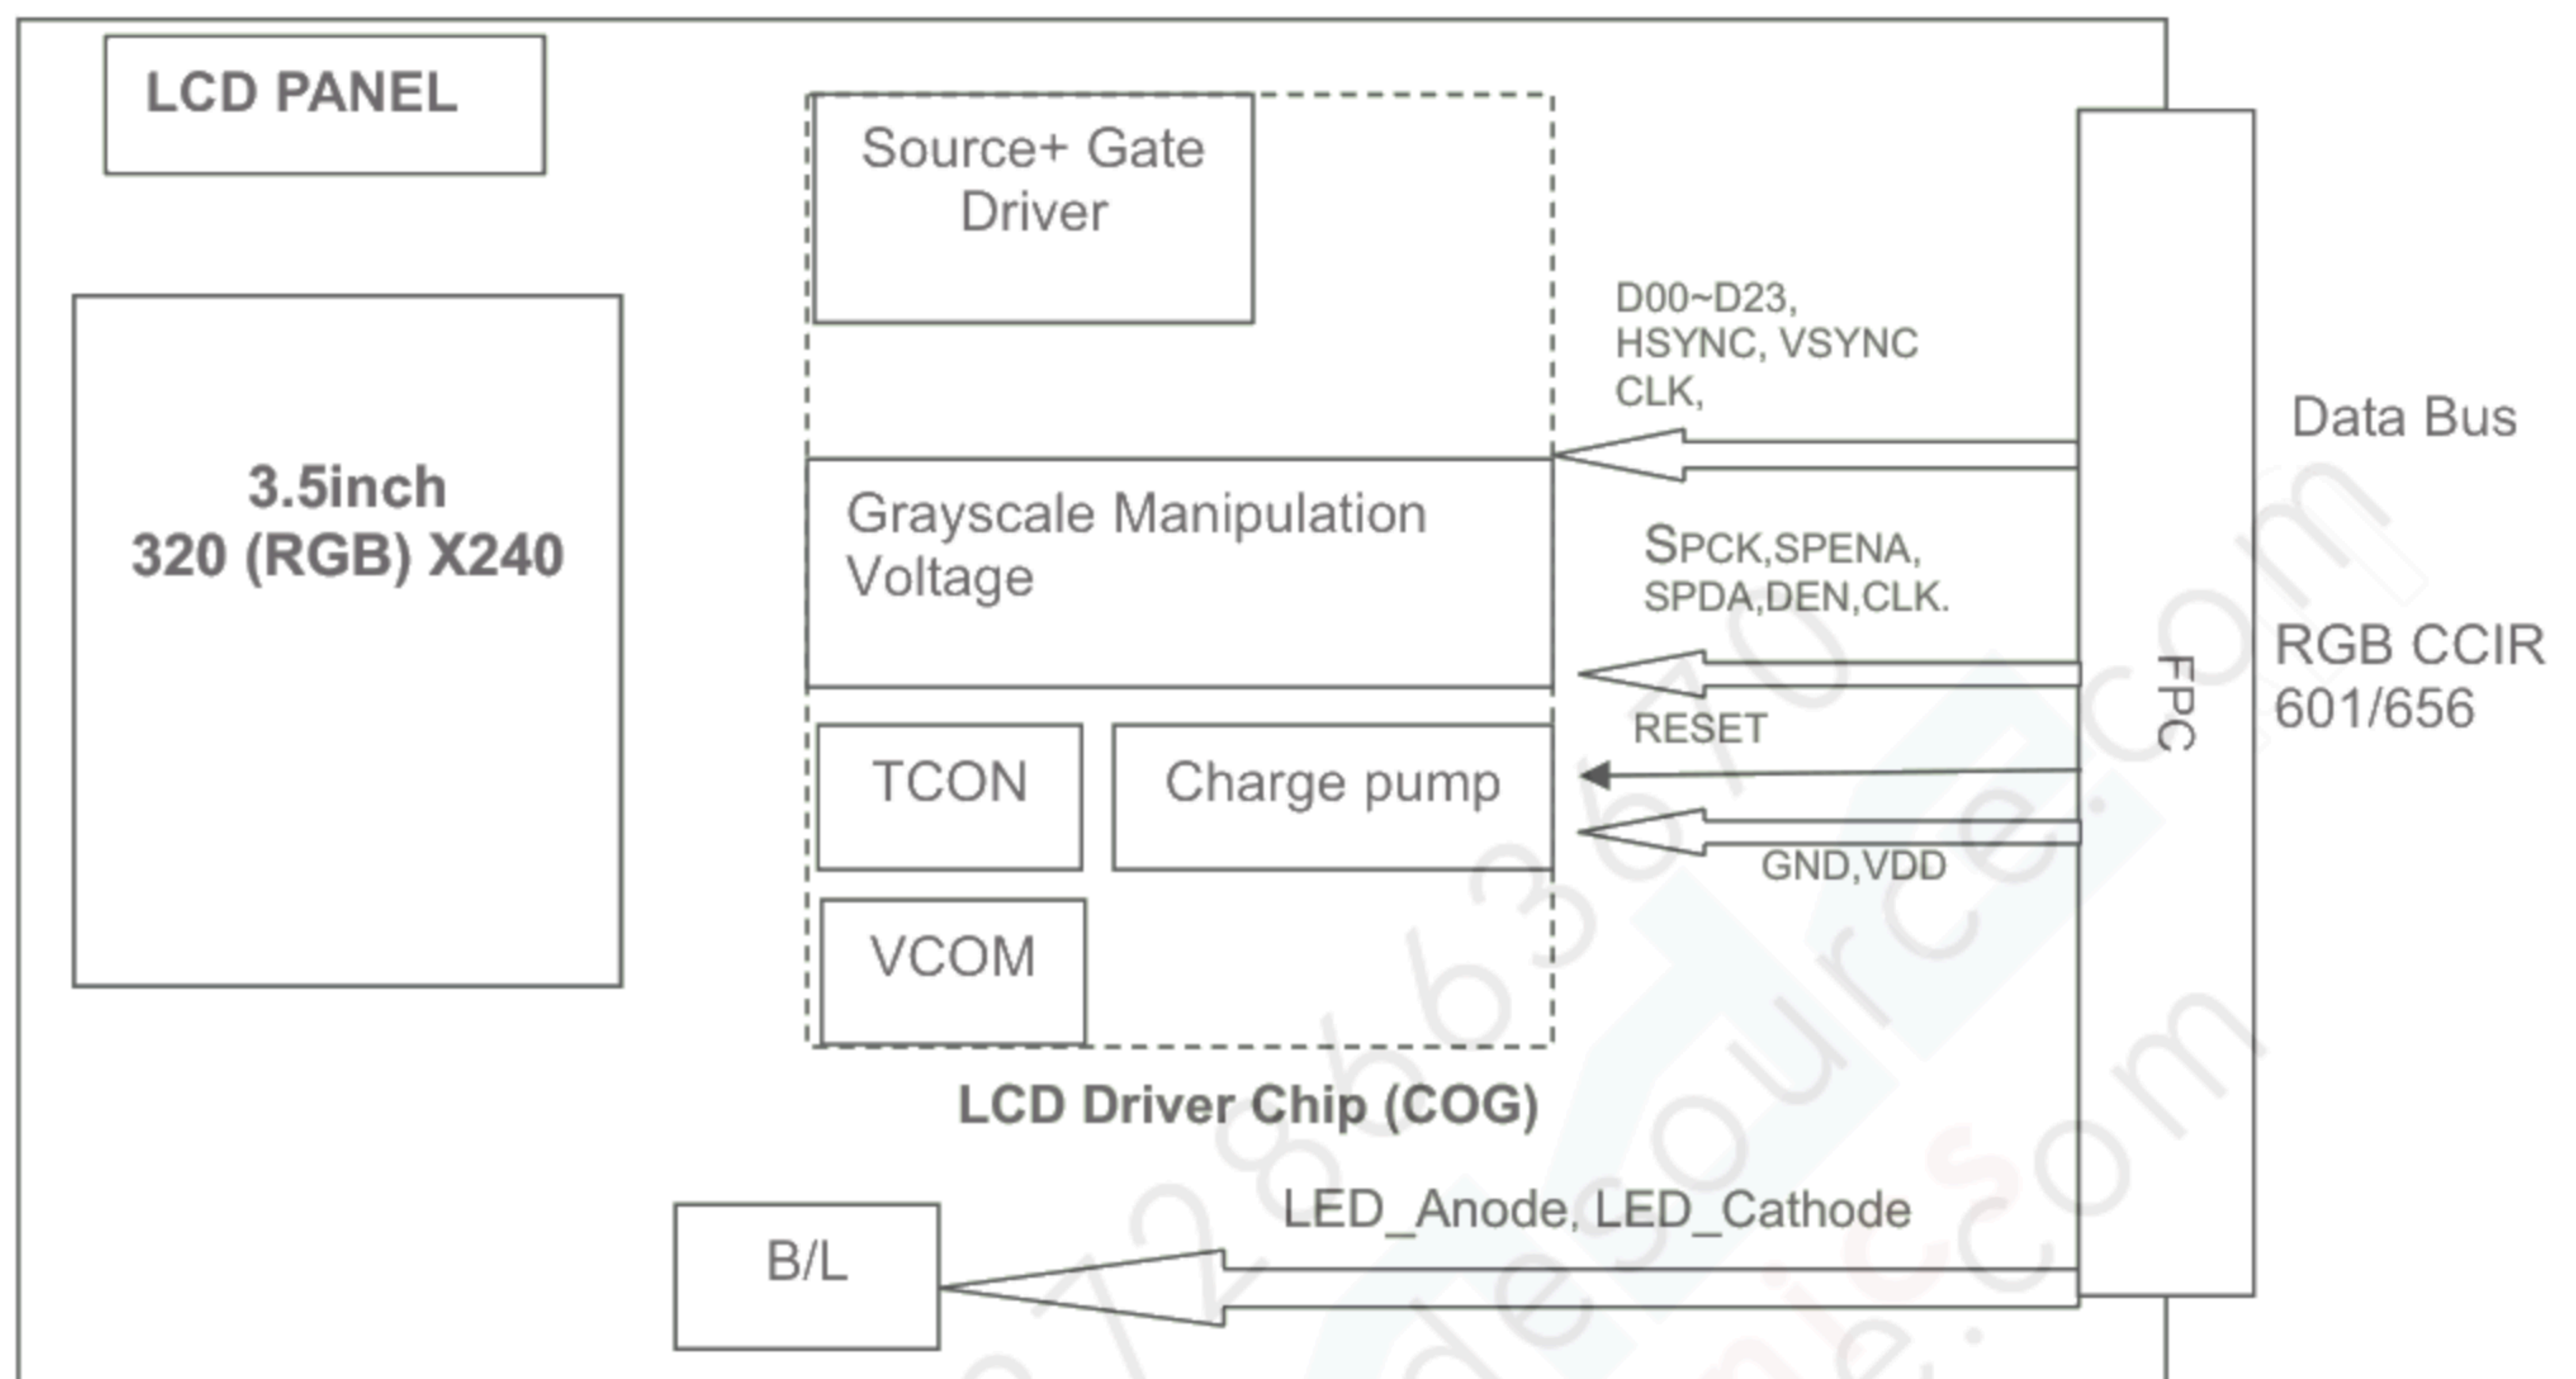 LCD PANEL
3.5inch
320 (RGB) X240
Source+ Gate
Driver
Grayscale Manipulation
Voltage
TCON
Charge pump
VCOM
LCD Driver Chip (COG)
B/L
D00~D23,
HSYNC, VSYNC
CLK,
SPCK,SPENA,
SPDA,DEN,CLK.
RESET
GND,VDD
LED_Anode, LED_Cathode
FPC
Data Bus
RGB CCIR
601/656